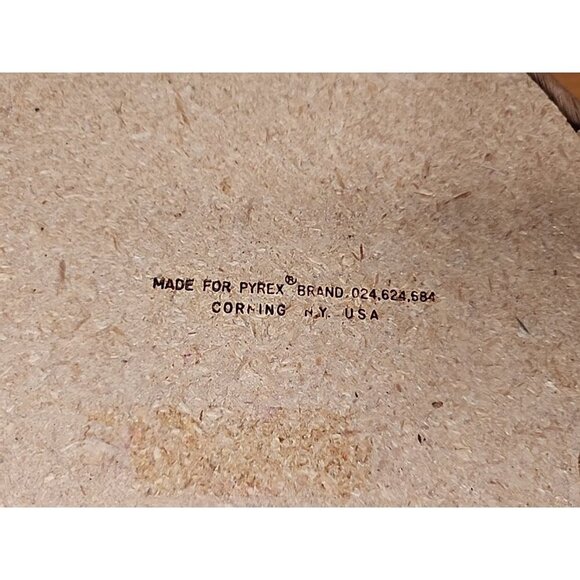 MADE FOR PYREX® BRAND.024,624,684
CORNING N.Y. USA